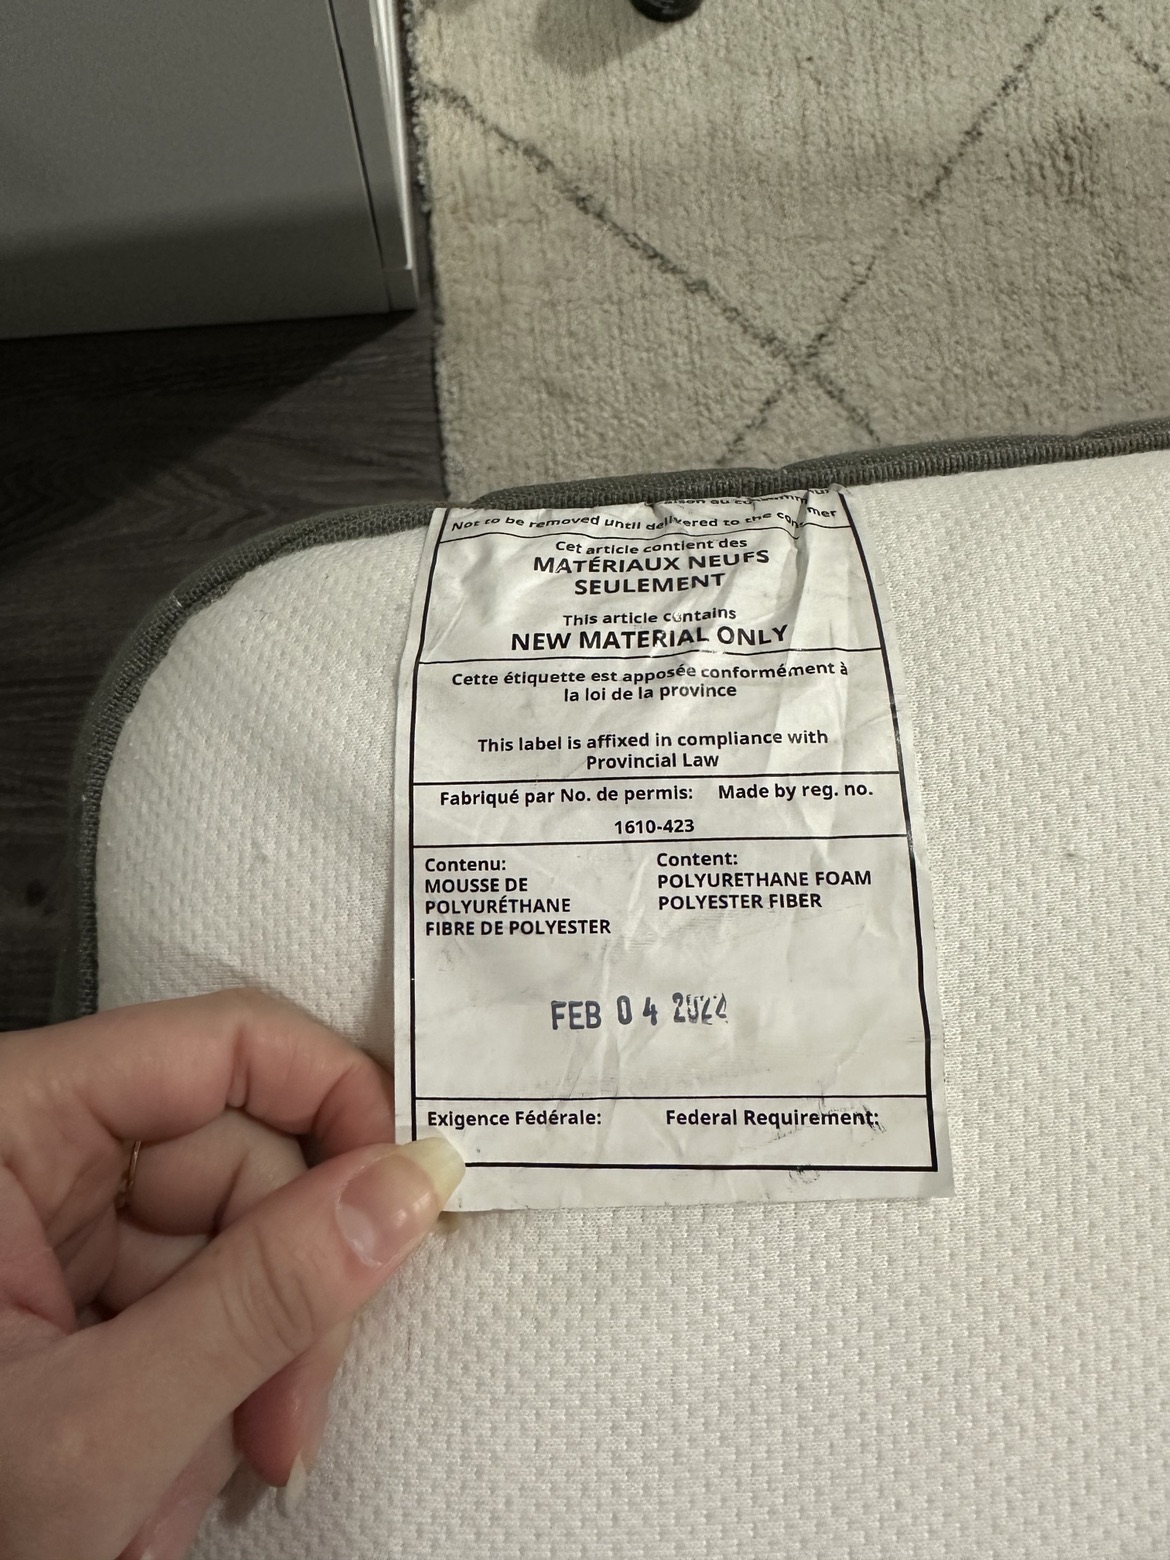 Not to be removed until delivered to the consumer
Cet article contient des
MATÉRIAUX NEUFS
SEULEMENT
This article contains
NEW MATERIAL ONLY
Cette étiquette est apposée conformément à
la loi de la province
This label is affixed in compliance with
Provincial Law
Fabriqué par No. de permis: Made by reg. no.
1610-423
Contenu:
MOUSSE DE
POLYURÉTHANE
FIBRE DE POLYESTER
Content:
POLYURETHANE FOAM
POLYESTER FIBER
FEB 04 2024
Exigence Fédérale: Federal Requirement: